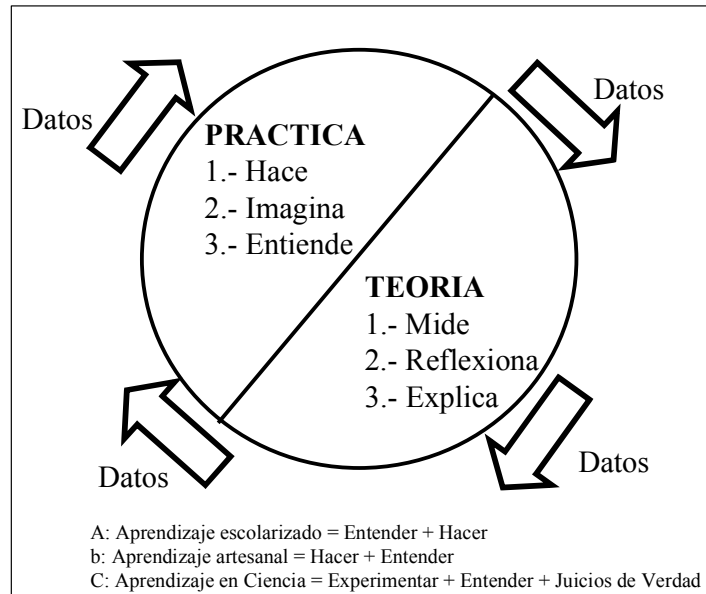 Datos
Datos
PRACTICA
1.- Hace
2.- Imagina
3.- Entiende
TEORIA
1.- Mide
2.- Reflexiona
3.- Explica
Datos
Datos
A: Aprendizaje escolarizado = Entender + Hacer
b: Aprendizaje artesanal = Hacer + Entender
C: Aprendizaje en Ciencia = Experimentar + Entender + Juicios de Verdad